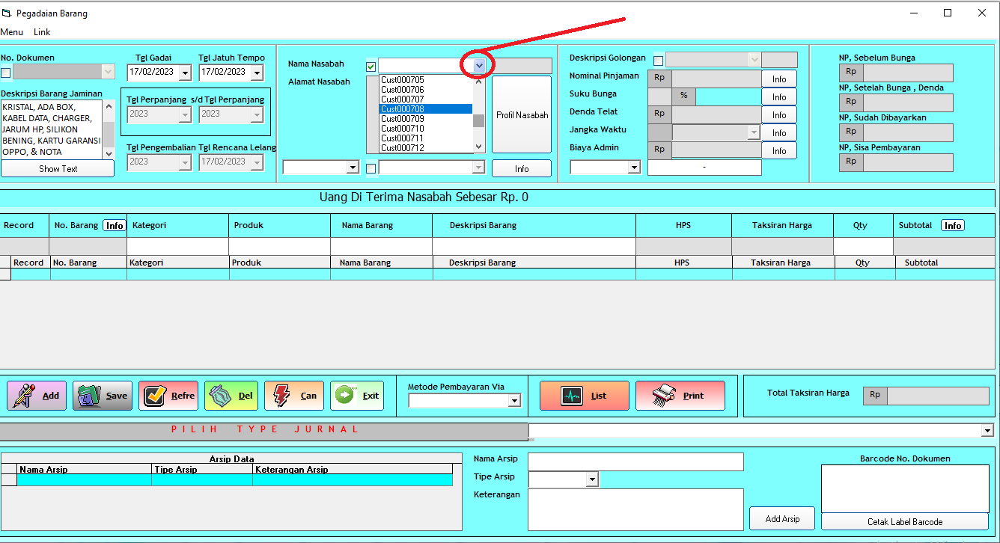 Pegadaian Barang
Menu Link
No. Dokumen
Tgl Gadai Tgl Jatuh Tempo
17/02/2023 17/02/2023
Deskripsi Barang Jaminan
KRISTAL, ADA BOX,
KABEL DATA, CHARGER,
JARUM HP, SILIKON
BENING, KARTU GARANSI
OPPO, & NOTA
Show Text
Tgl Perpanjang s/d Tgl Perpanjang
2023 2023
Tgl Pengembalian Tgl Rencana Lelang
2023 17/02/2023
Nama Nasabah
Alamat Nasabah
Cust000705
Cust000706
Cust000707
Cust000708
Cust000709
Cust000710
Cust000711
Cust000712
Profil Nasabah
Info
Deskripsi Golongan
Nominal Pinjaman Rp Info
Suku Bunga % Info
Denda Telat Rp Info
Jangka Waktu Info
Biaya Admin Rp Info
-
NP, Sebelum Bunga
Rp
NP, Setelah Bunga , Denda
Rp
NP, Sudah Dibayarkan
Rp
NP, Sisa Pembayaran
Rp
Uang Di Terima Nasabah Sebesar Rp. 0
Record No. Barang Info Kategori Produk Nama Barang Deskripsi Barang HPS Taksiran Harga Qty Subtotal Info
Record No. Barang Kategori Produk Nama Barang Deskripsi Barang HPS Taksiran Harga Qty Subtotal
Add Save Refre Del Can Exit
Metode Pembayaran Via
List Print
Total Taksiran Harga Rp
PILIH TYPE JURNAL
Arsip Data
Nama Arsip Tipe Arsip Keterangan Arsip
Nama Arsip
Tipe Arsip
Keterangan
Add Arsip
Barcode No. Dokumen
Cetak Label Barcode